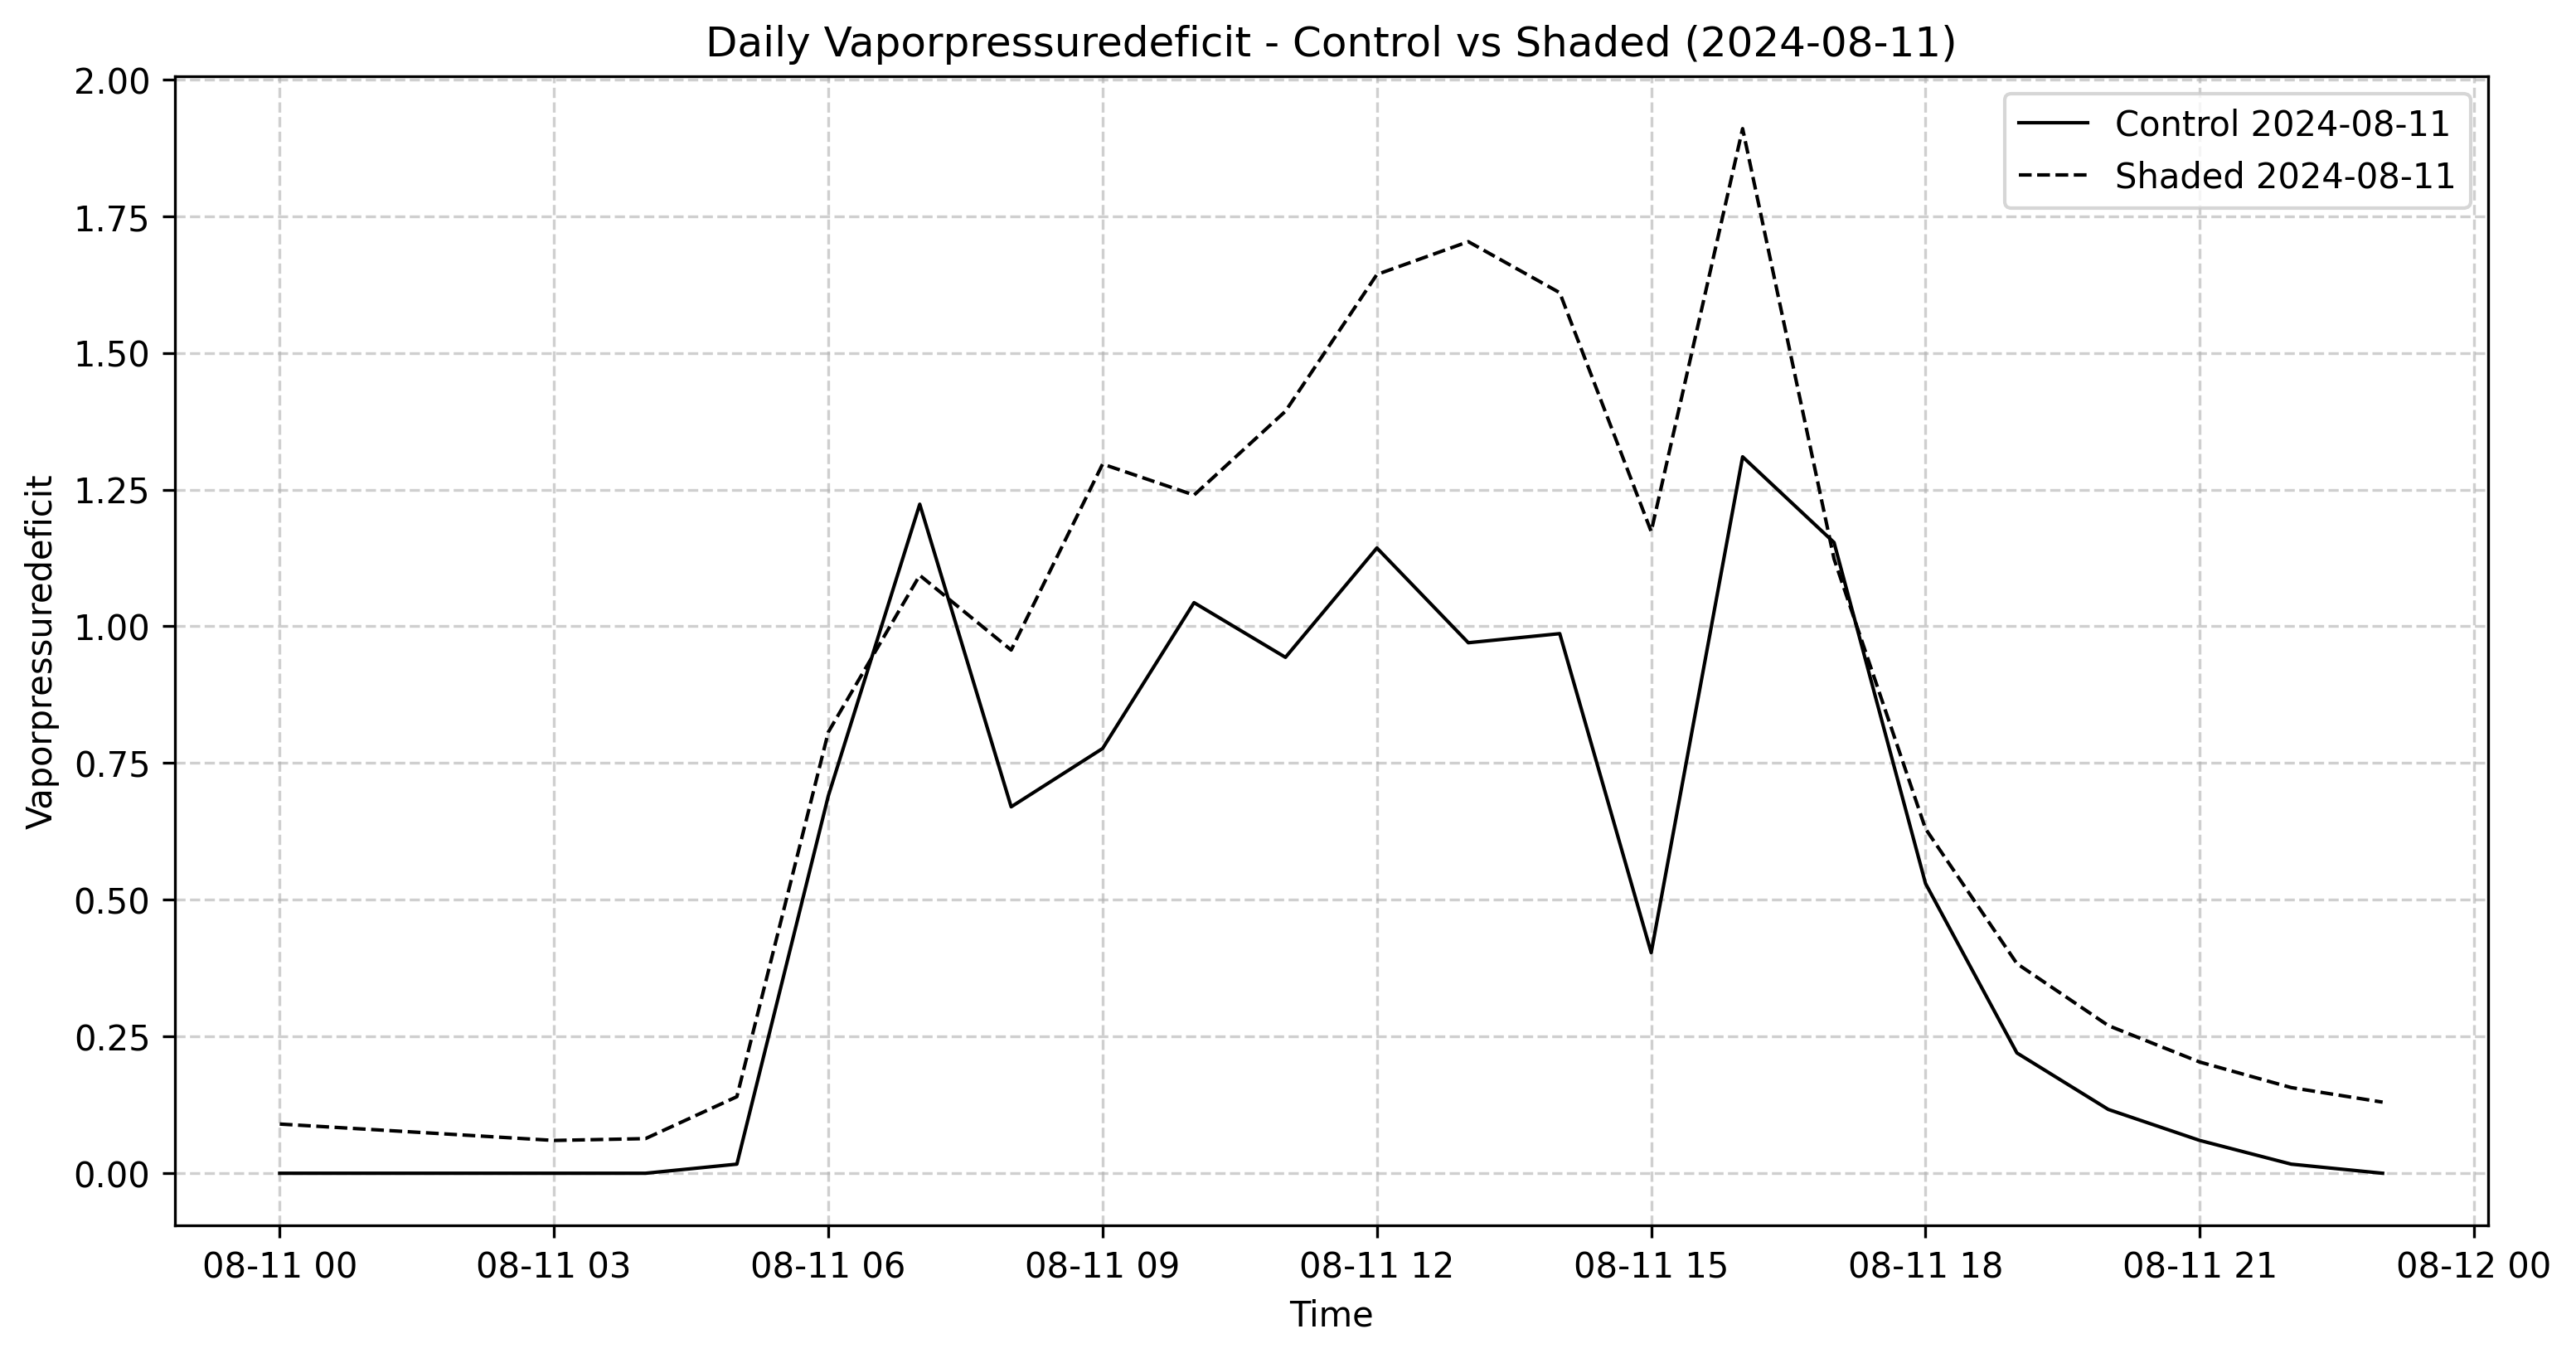 Daily Vaporpressuredeficit - Control vs Shaded (2024-08-11)
Control 2024-08-11
Shaded 2024-08-11
Vaporpressuredeficit
2.00
1.75
1.50
1.25
1.00
0.75
0.50
0.25
0.00
08-11 00 08-11 03 08-11 06 08-11 09 08-11 12 08-11 15 08-11 18 08-11 21 08-12 00
Time